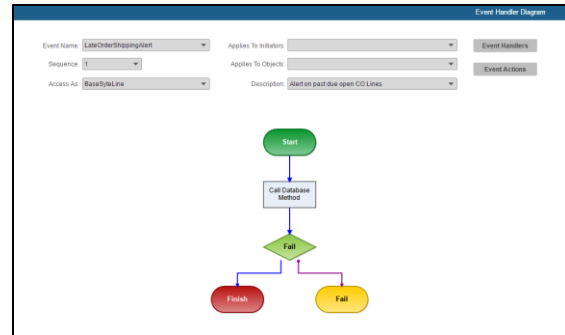 Event Handler Diagram
Event Name: LateOrderShippingAlert Applies To Initiators: Event Handlers
Sequence: 1 Applies To Objects: Event Actions
Access As: BaseSyteLine Description: Alert on past due open CO Lines
Start
Call Database
Method
Fail
Finish Fail